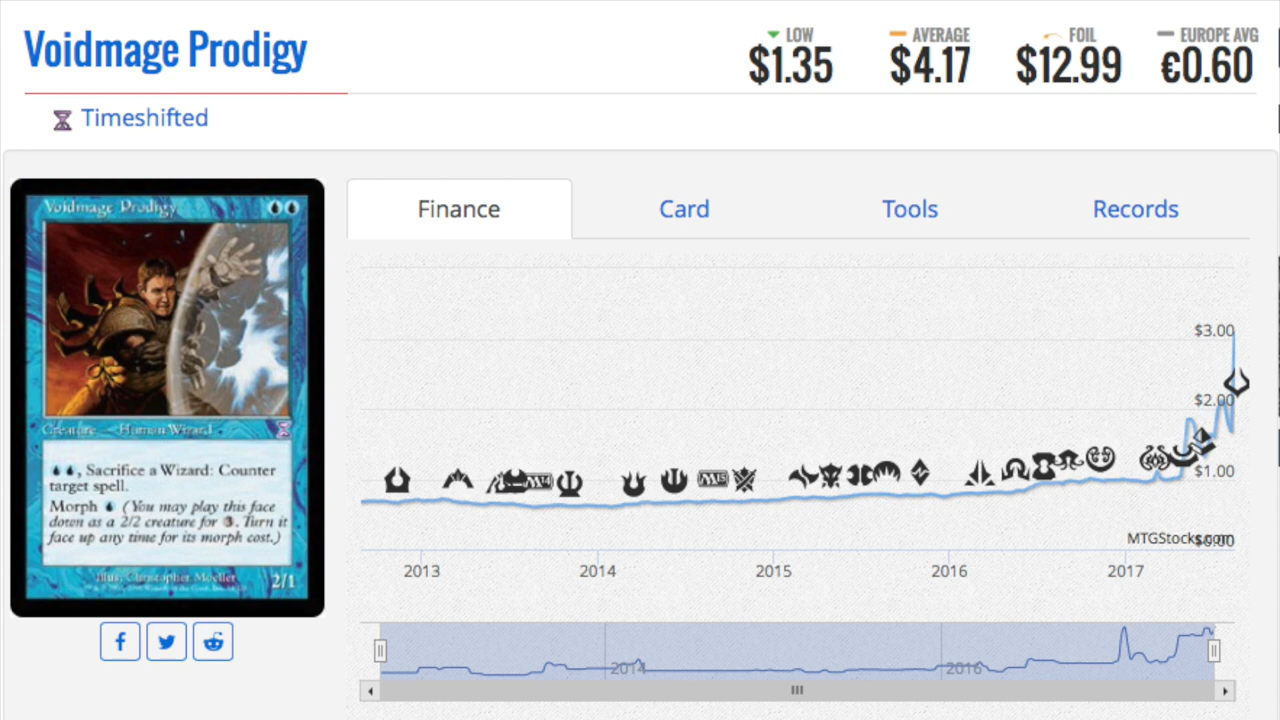 Voidmage Prodigy
LOW
$1.35
AVERAGE
$4.17
FOIL
$12.99
EUROPE AVG
€0.60
Timeshifted
Voidmage Prodigy
Creature — Human Wizard
, Sacrifice a Wizard: Counter
target spell.
Morph (You may play this face
down as a 2/2 creature for 3. Turn it
face up any time for its morph cost.)
Illus. Christopher Moeller
2/1
Finance
Card
Tools
Records
$3.00
$2.00
$1.00
$0.00
M14
M15
MTGStocks.com
2013
2014
2015
2016
2017
2014
2016